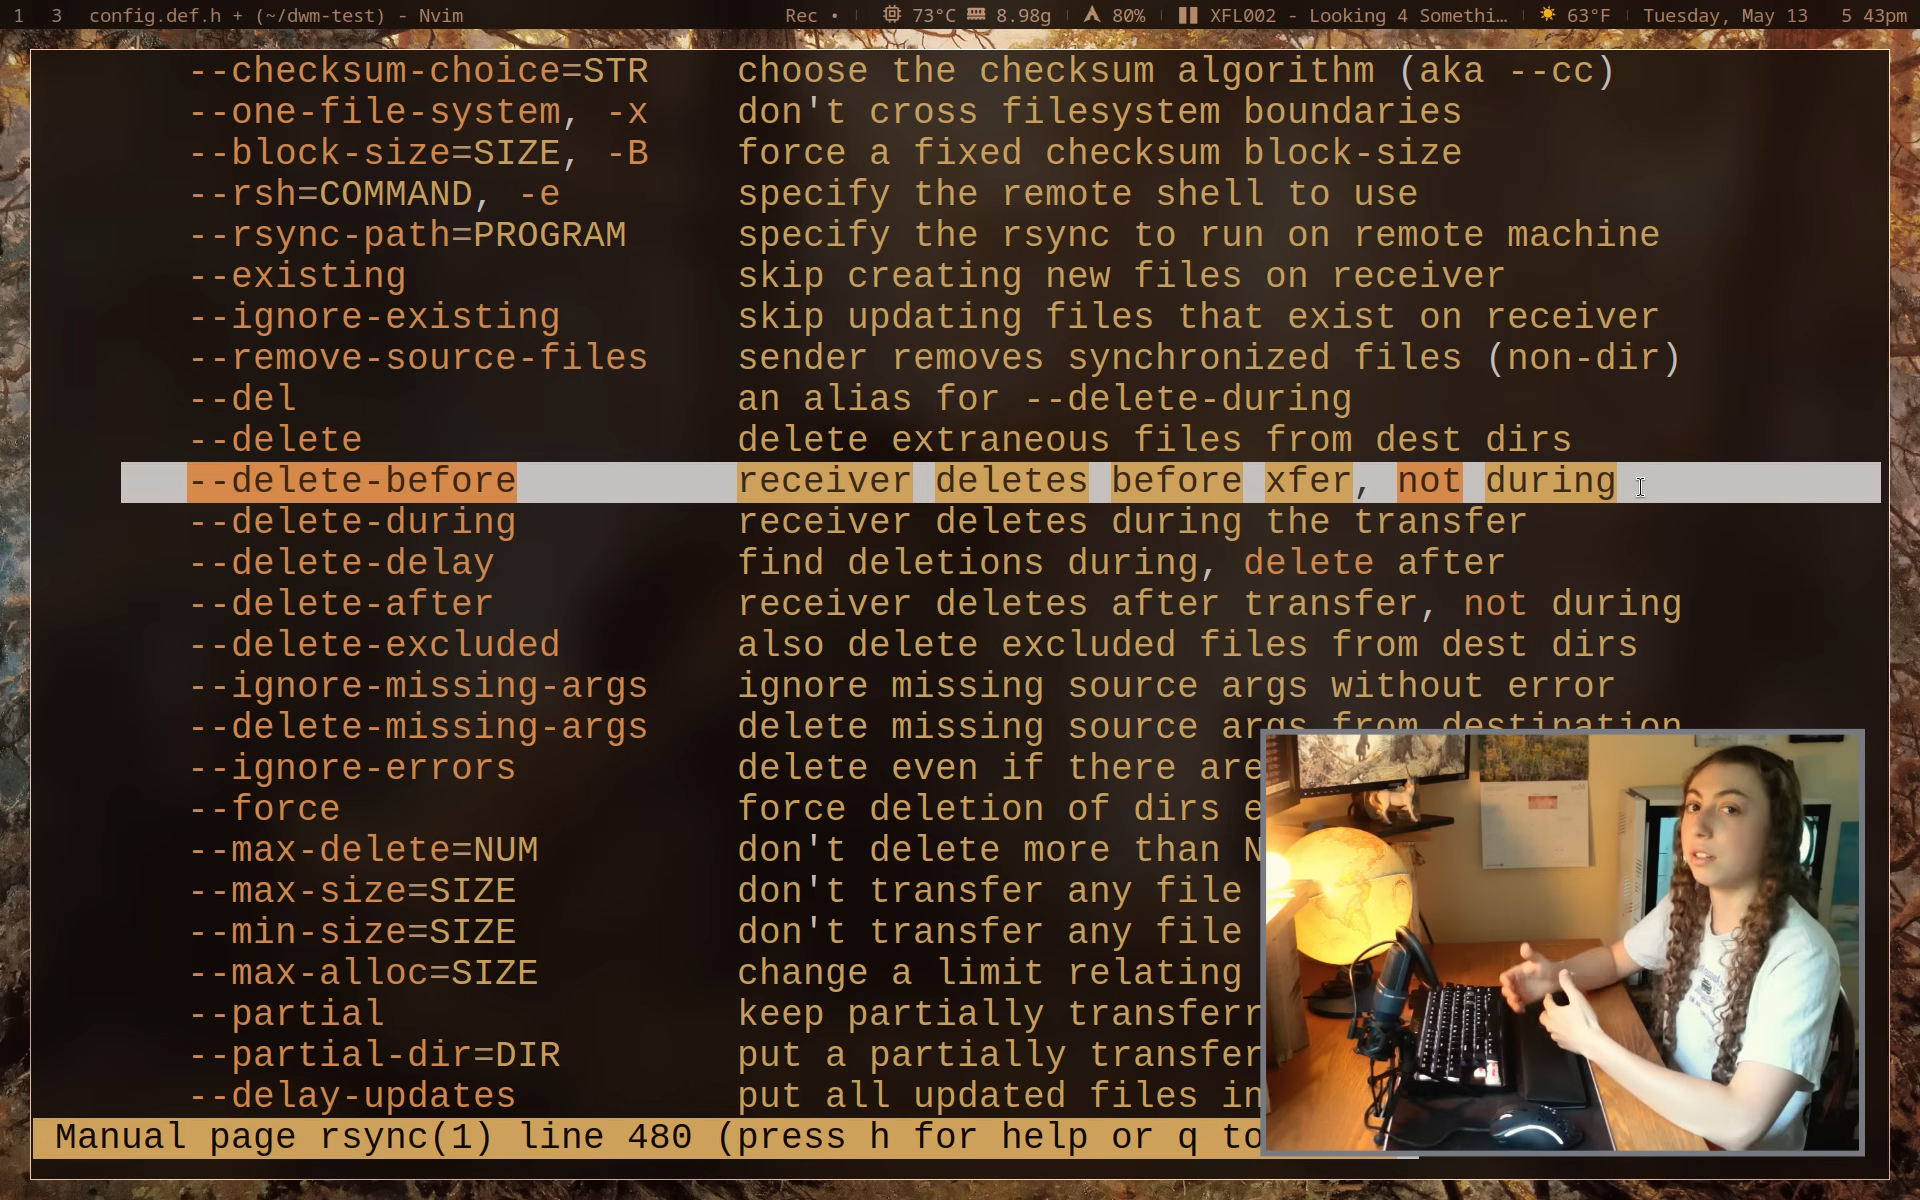 1 3 config.def.h + (~/dwm-test) - Nvim Rec • 73°C 8.98g 80% XFL002 - Looking 4 Somethi… 63°F Tuesday, May 13 5 43pm
--checksum-choice=STR choose the checksum algorithm (aka --cc)
--one-file-system, -x don't cross filesystem boundaries
--block-size=SIZE, -B force a fixed checksum block-size
--rsh=COMMAND, -e specify the remote shell to use
--rsync-path=PROGRAM specify the rsync to run on remote machine
--existing skip creating new files on receiver
--ignore-existing skip updating files that exist on receiver
--remove-source-files sender removes synchronized files (non-dir)
--del an alias for --delete-during
--delete delete extraneous files from dest dirs
--delete-before receiver deletes before xfer, not during
--delete-during receiver deletes during the transfer
--delete-delay find deletions during, delete after
--delete-after receiver deletes after transfer, not during
--delete-excluded also delete excluded files from dest dirs
--ignore-missing-args ignore missing source args without error
--delete-missing-args delete missing source args from destination
--ignore-errors delete even if there are
--force force deletion of dirs
--max-delete=NUM don't delete more than
--max-size=SIZE don't transfer any file
--min-size=SIZE don't transfer any file
--max-alloc=SIZE change a limit relating
--partial keep partially transferr
--partial-dir=DIR put a partially transfer
--delay-updates put all updated files in
Manual page rsync(1) line 480 (press h for help or q to